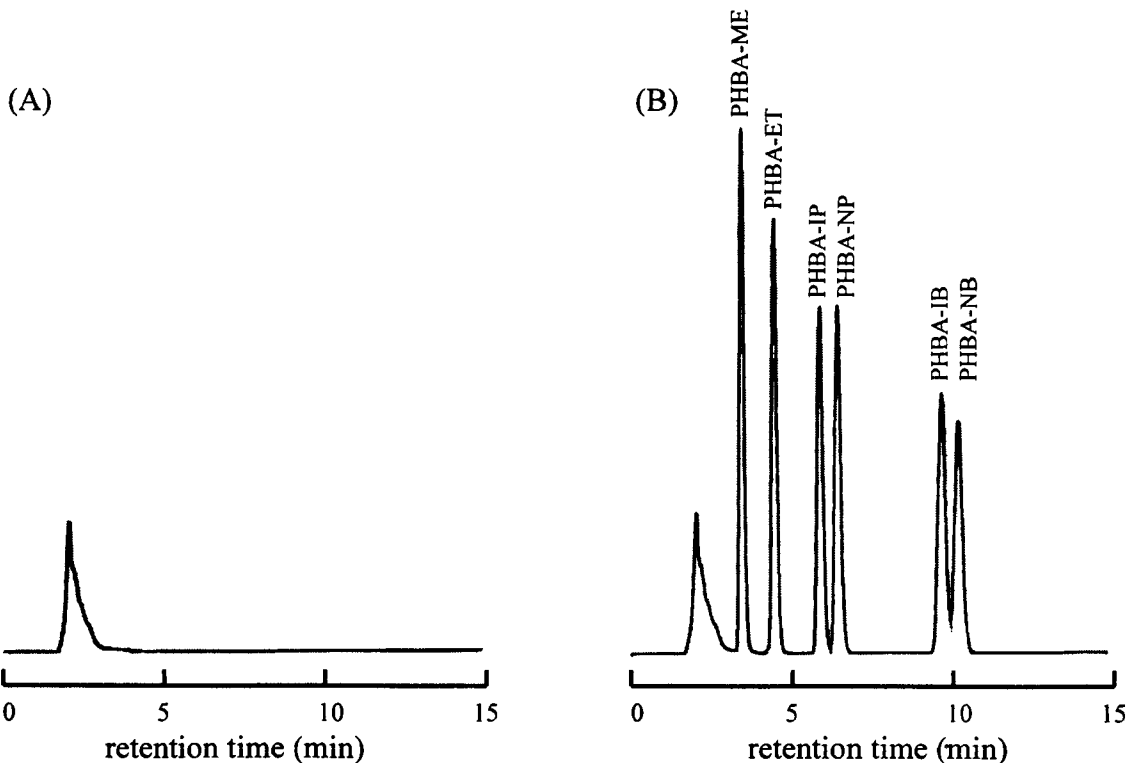 (A)
0 5 10 15
retention time (min)
(B)
PHBA-ME
PHBA-ET
PHBA-IP
PHBA-NP
PHBA-IB
PHBA-NB
0 5 10 15
retention time (min)